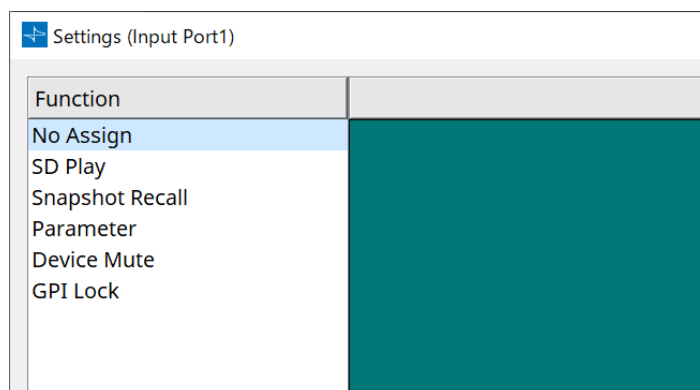 Settings (Input Port1)
Function
No Assign
SD Play
Snapshot Recall
Parameter
Device Mute
GPI Lock